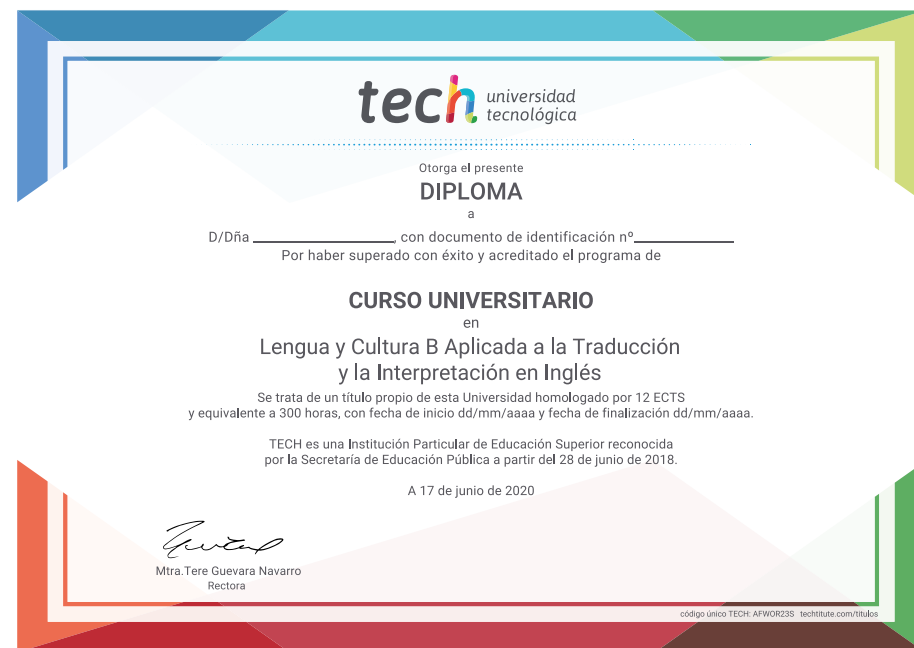 tech universidad
tecnológica
Otorga el presente
DIPLOMA
a
D/Dña ____________, con documento de identificación nº____________
Por haber superado con éxito y acreditado el programa de
CURSO UNIVERSITARIO
en
Lengua y Cultura B Aplicada a la Traducción
y la Interpretación en Inglés
Se trata de un título propio de esta Universidad homologado por 12 ECTS
y equivalente a 300 horas, con fecha de inicio dd/mm/aaaa y fecha de finalización dd/mm/aaaa.
TECH es una Institución Particular de Educación Superior reconocida
por la Secretaría de Educación Pública a partir del 28 de junio de 2018.
A 17 de junio de 2020
Mtra.Tere Guevara Navarro
Rectora
código único TECH: AFWOR23S techtitute.com/titulos